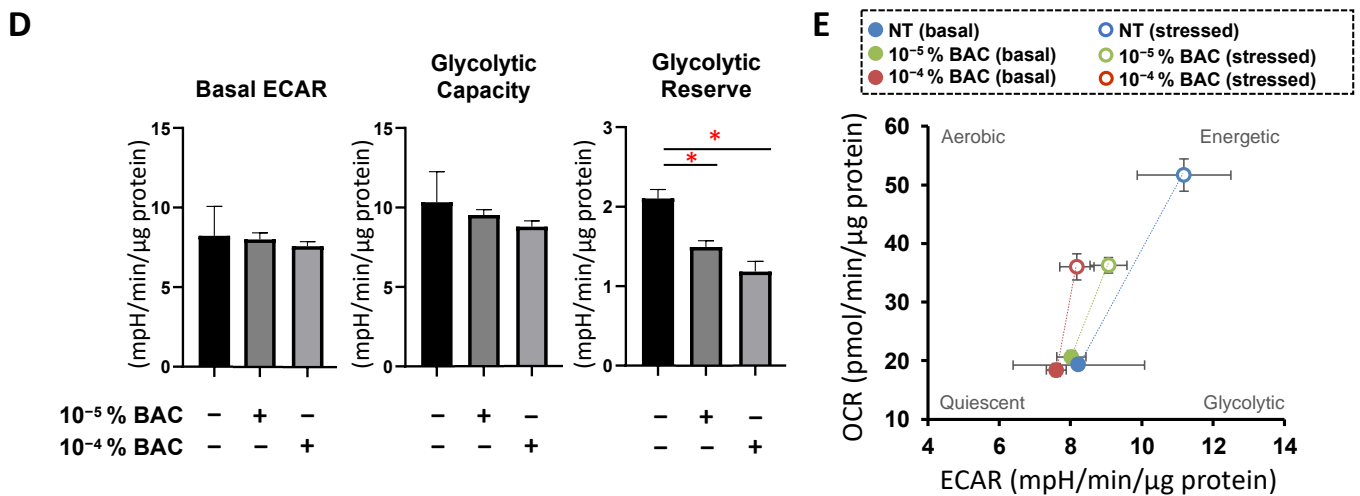 D
Basal ECAR
(mpH/min/µg protein)
15
10
5
0
Glycolytic
Capacity
(mpH/min/µg protein)
15
10
5
0
Glycolytic
Reserve
(mpH/min/µg protein)
3
2
1
0
*
*
10⁻⁵ % BAC – + – – + – – + –
10⁻⁴ % BAC – – + – – + – – +
E
NT (basal) NT (stressed)
10⁻⁵ % BAC (basal) 10⁻⁵ % BAC (stressed)
10⁻⁴ % BAC (basal) 10⁻⁴ % BAC (stressed)
OCR (pmol/min/µg protein)
60
50
40
30
20
10
Aerobic Energetic
Quiescent Glycolytic
4 6 8 10 12 14
ECAR (mpH/min/µg protein)